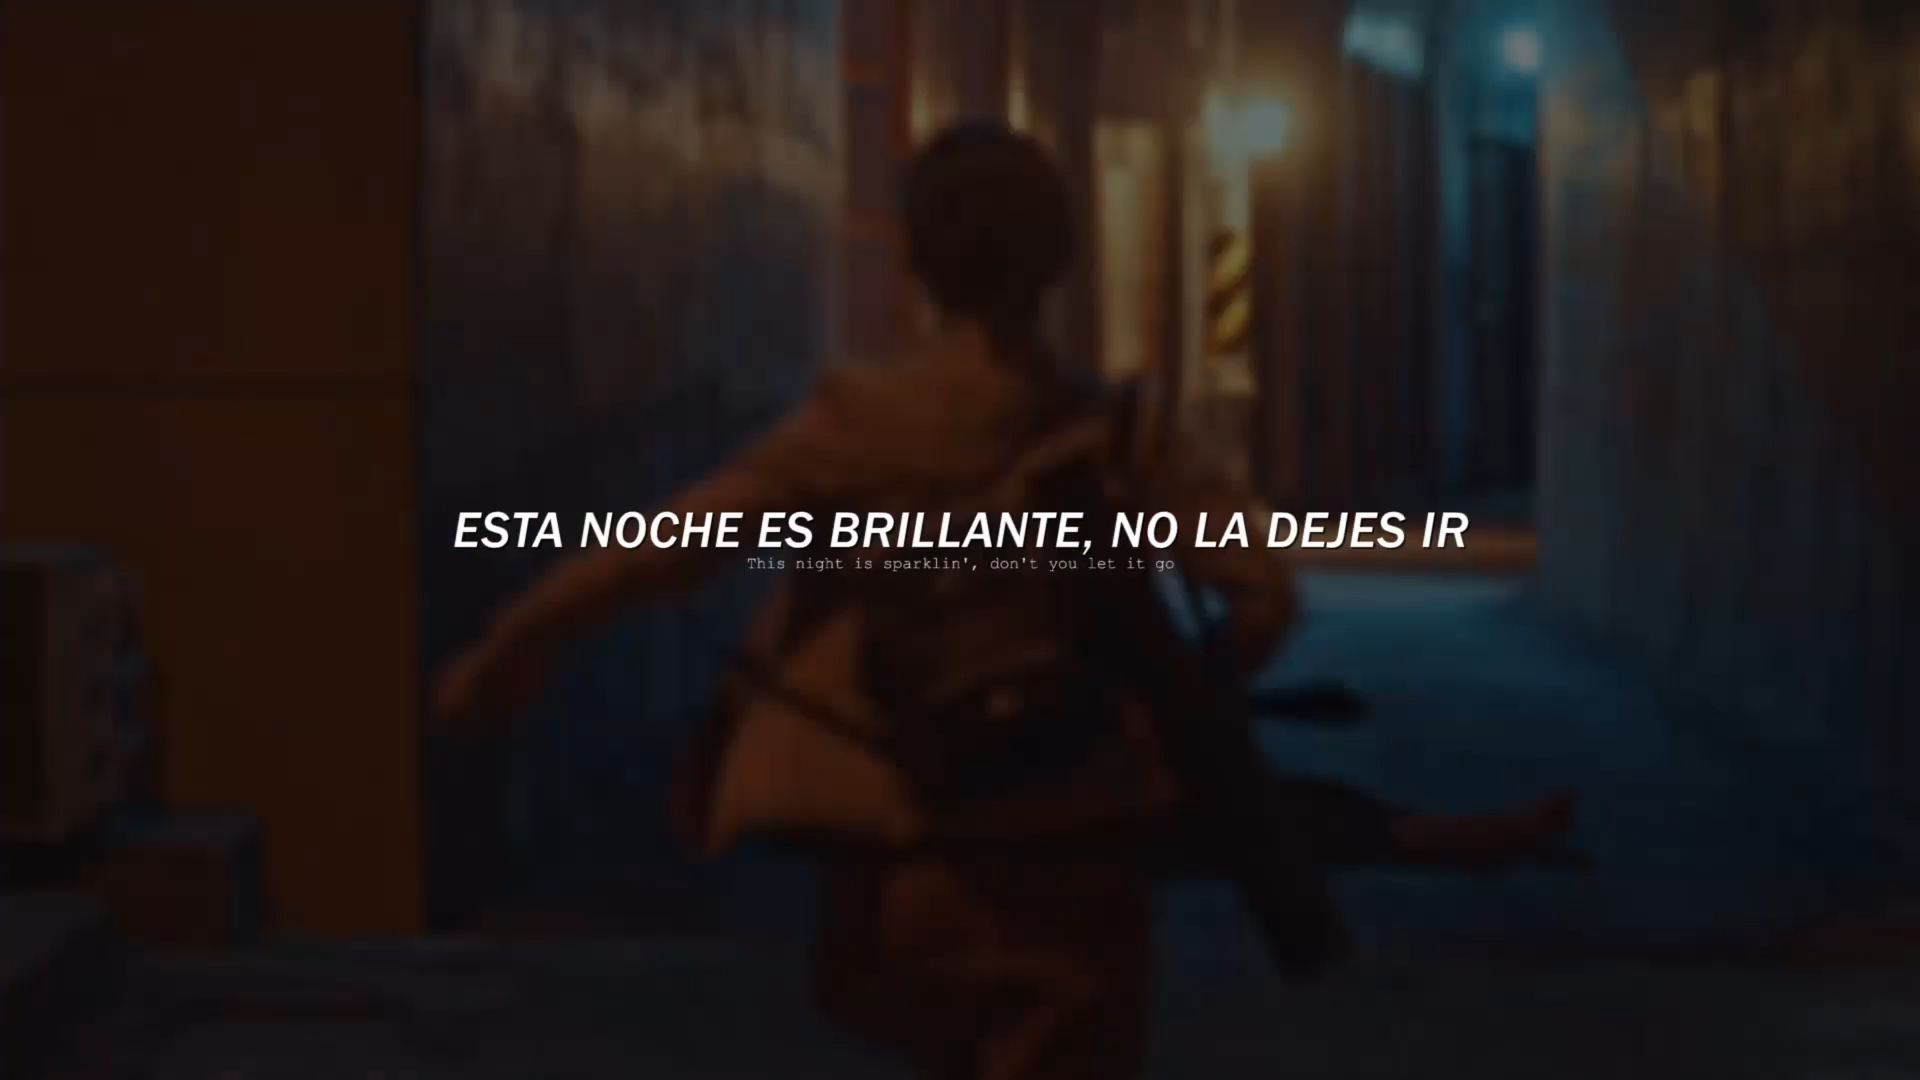 ESTA NOCHE ES BRILLANTE, NO LA DEJES IR
This night is sparklin', don't you let it go